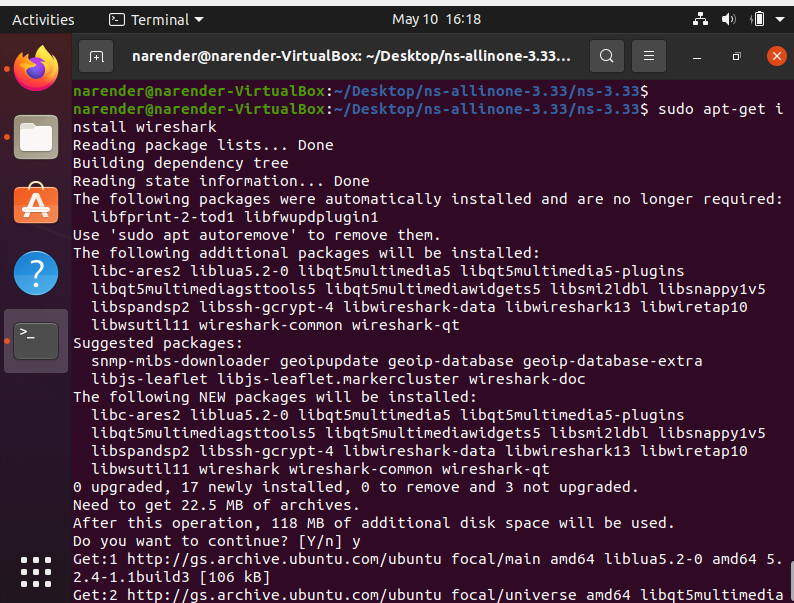 Activities
Terminal
May 10 16:18
narender@narender-VirtualBox: ~/Desktop/ns-allinone-3.33...
narender@narender-VirtualBox:~/Desktop/ns-allinone-3.33/ns-3.33$
narender@narender-VirtualBox:~/Desktop/ns-allinone-3.33/ns-3.33$ sudo apt-get i
nstall wireshark
Reading package lists... Done
Building dependency tree
Reading state information... Done
The following packages were automatically installed and are no longer required:
  libfprint-2-tod1 libfwupdplugin1
Use 'sudo apt autoremove' to remove them.
The following additional packages will be installed:
  libc-ares2 liblua5.2-0 libqt5multimedia5 libqt5multimedia5-plugins
  libqt5multimediagsttools5 libqt5multimediawidgets5 libsmi2ldbl libsnappy1v5
  libspandsp2 libssh-gcrypt-4 libwireshark-data libwireshark13 libwiretap10
  libwsutil11 wireshark-common wireshark-qt
Suggested packages:
  snmp-mibs-downloader geoipupdate geoip-database geoip-database-extra
  libjs-leaflet libjs-leaflet.markercluster wireshark-doc
The following NEW packages will be installed:
  libc-ares2 liblua5.2-0 libqt5multimedia5 libqt5multimedia5-plugins
  libqt5multimediagsttools5 libqt5multimediawidgets5 libsmi2ldbl libsnappy1v5
  libspandsp2 libssh-gcrypt-4 libwireshark-data libwireshark13 libwiretap10
  libwsutil11 wireshark wireshark-common wireshark-qt
0 upgraded, 17 newly installed, 0 to remove and 3 not upgraded.
Need to get 22.5 MB of archives.
After this operation, 118 MB of additional disk space will be used.
Do you want to continue? [Y/n] y
Get:1 http://gs.archive.ubuntu.com/ubuntu focal/main amd64 liblua5.2-0 amd64 5.
2.4-1.1build3 [106 kB]
Get:2 http://gs.archive.ubuntu.com/ubuntu focal/universe amd64 libqt5multimedia